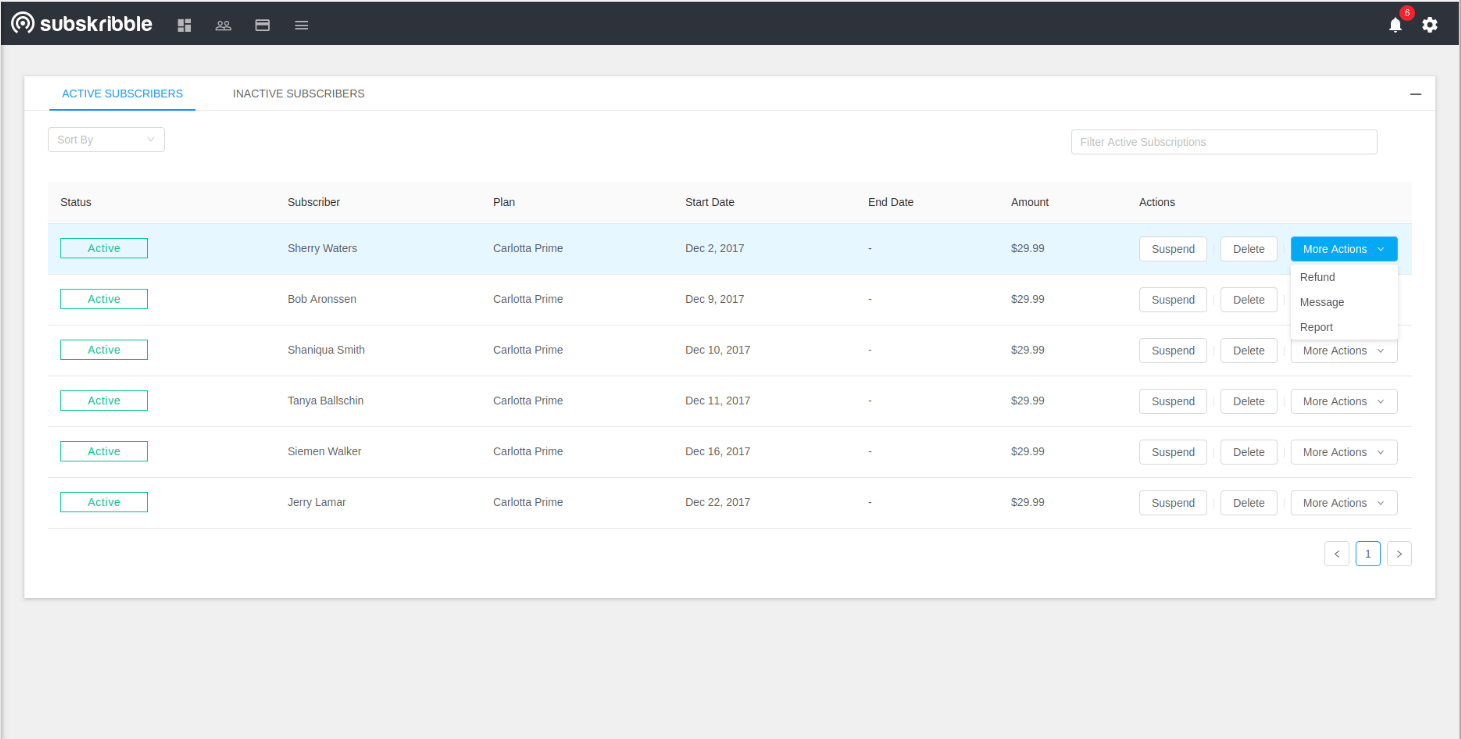 subskribble 6
ACTIVE SUBSCRIBERS INACTIVE SUBSCRIBERS
Sort By Filter Active Subscriptions
Status Subscriber Plan Start Date End Date Amount Actions
Active Sherry Waters Carlotta Prime Dec 2, 2017 - $29.99 Suspend Delete More Actions
Refund
Message
Report
Active Bob Aronssen Carlotta Prime Dec 9, 2017 - $29.99 Suspend Delete
Active Shaniqua Smith Carlotta Prime Dec 10, 2017 - $29.99 Suspend Delete More Actions
Active Tanya Ballschin Carlotta Prime Dec 11, 2017 - $29.99 Suspend Delete More Actions
Active Siemen Walker Carlotta Prime Dec 16, 2017 - $29.99 Suspend Delete More Actions
Active Jerry Lamar Carlotta Prime Dec 22, 2017 - $29.99 Suspend Delete More Actions
1